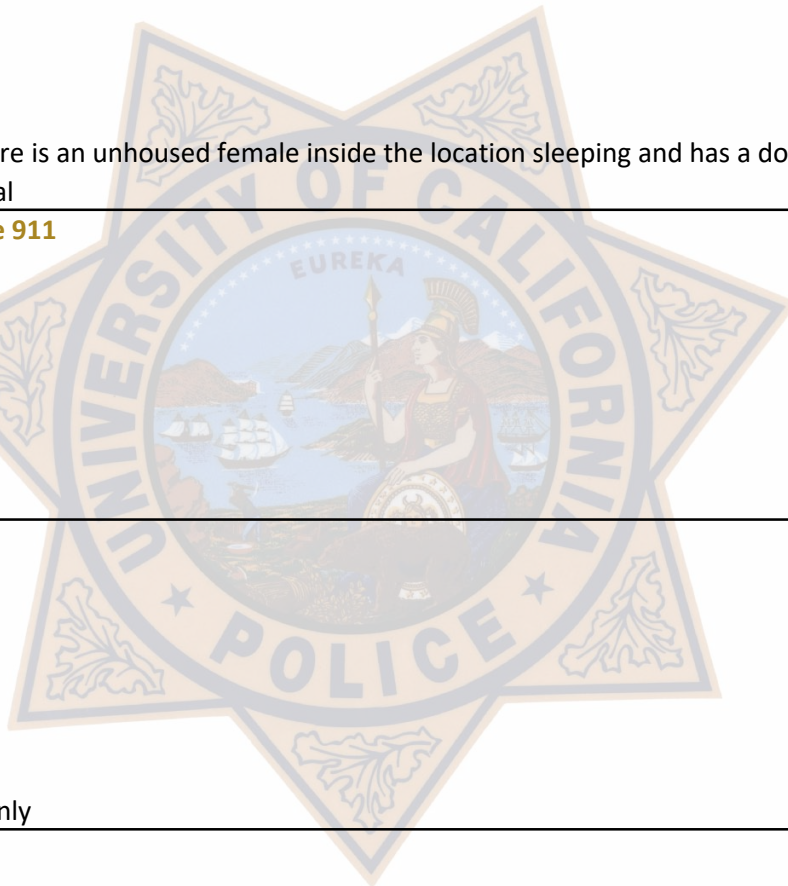 re is an unhoused female inside the location sleeping and has a do
al
e 911
EUREKA
UNIVERSITY OF CALIFORNIA
POLICE
nly